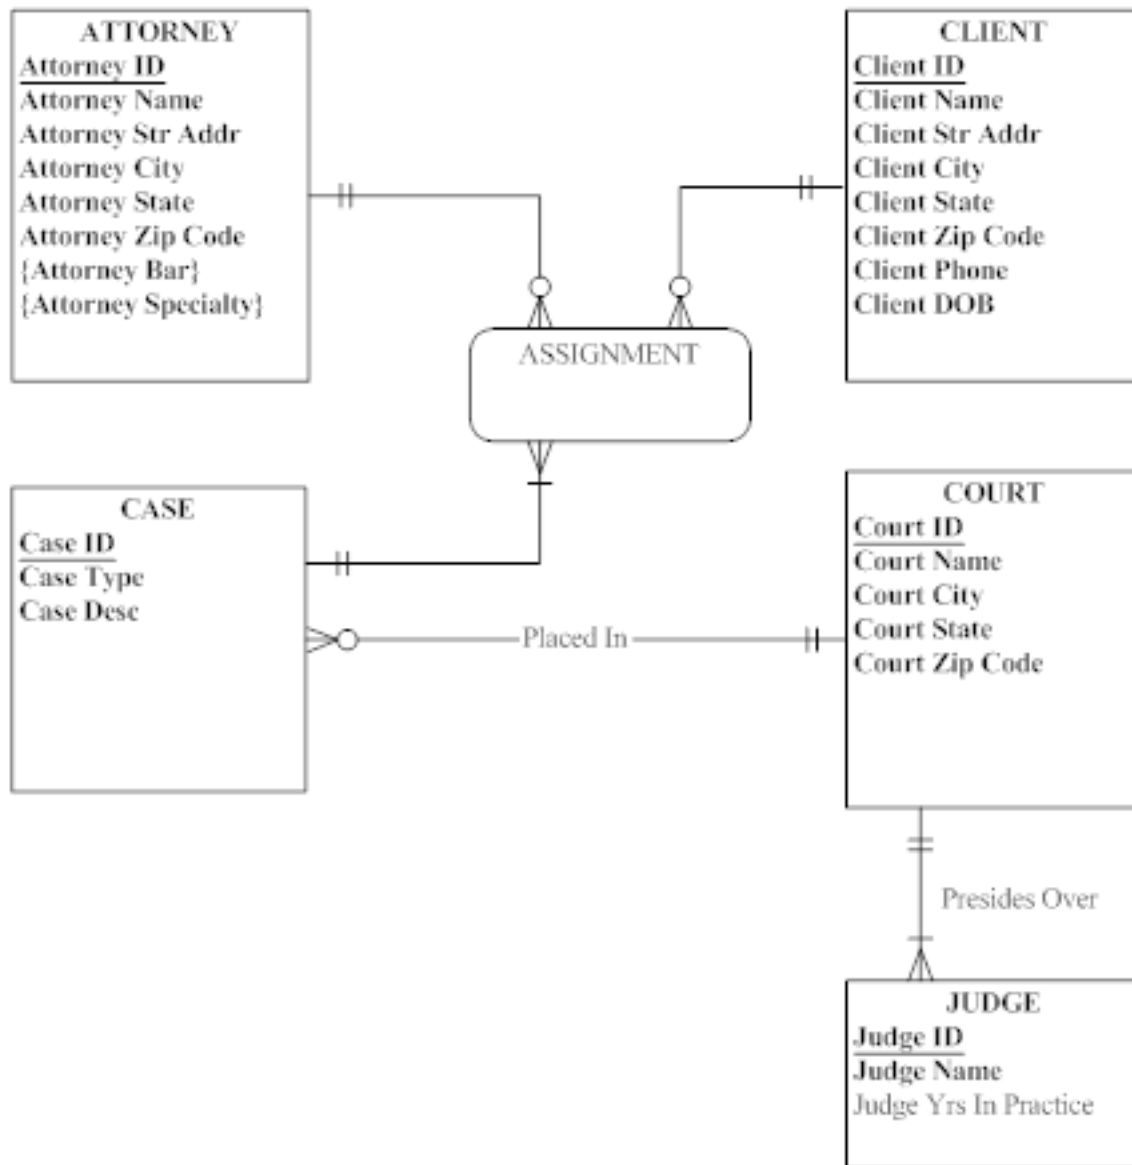 ATTORNEY
Attorney ID
Attorney Name
Attorney Str Addr
Attorney City
Attorney State
Attorney Zip Code
{Attorney Bar}
{Attorney Specialty}
CLIENT
Client ID
Client Name
Client Str Addr
Client City
Client State
Client Zip Code
Client Phone
Client DOB
ASSIGNMENT
CASE
Case ID
Case Type
Case Desc
Placed In
COURT
Court ID
Court Name
Court City
Court State
Court Zip Code
Presides Over
JUDGE
Judge ID
Judge Name
Judge Yrs In Practice